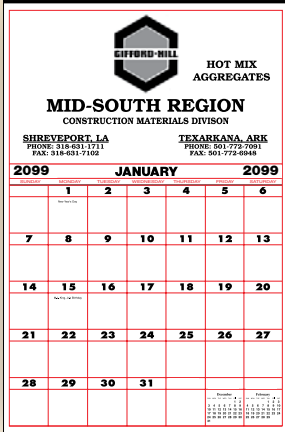 GIFFORD-HILL
HOT MIX
AGGREGATES
MID-SOUTH REGION
CONSTRUCTION MATERIALS DIVISON
SHREVEPORT, LA TEXARKANA, ARK
PHONE: 318-631-1711 PHONE: 501-772-7091
FAX: 318-631-7102 FAX: 501-772-6948
2099 JANUARY 2099
SUNDAY MONDAY TUESDAY WEDNESDAY THURSDAY FRIDAY SATURDAY
1 2 3 4 5 6
New Year's Day
7 8 9 10 11 12 13
14 15 16 17 18 19 20
King Birthday
21 22 23 24 25 26 27
28 29 30 31
December February